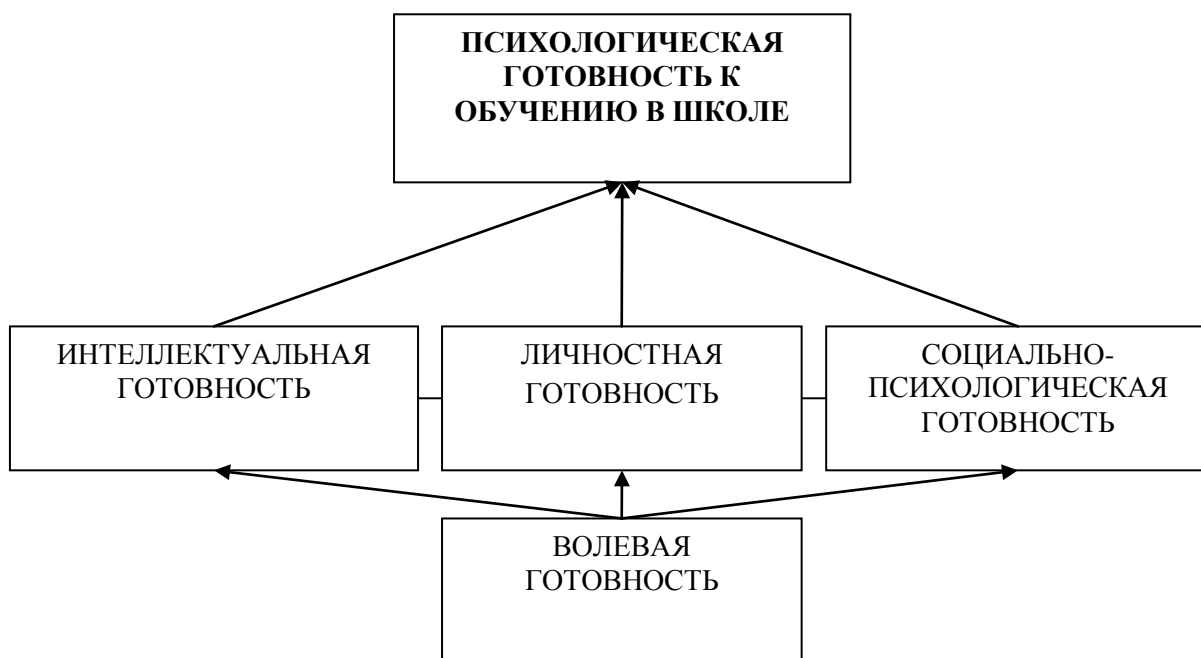 ПСИХОЛОГИЧЕСКАЯ
ГОТОВНОСТЬ К
ОБУЧЕНИЮ В ШКОЛЕ
ИНТЕЛЛЕКТУАЛЬНАЯ
ГОТОВНОСТЬ
ЛИЧНОСТНАЯ
ГОТОВНОСТЬ
СОЦИАЛЬНО-
ПСИХОЛОГИЧЕСКАЯ
ГОТОВНОСТЬ
ВОЛЕВАЯ
ГОТОВНОСТЬ